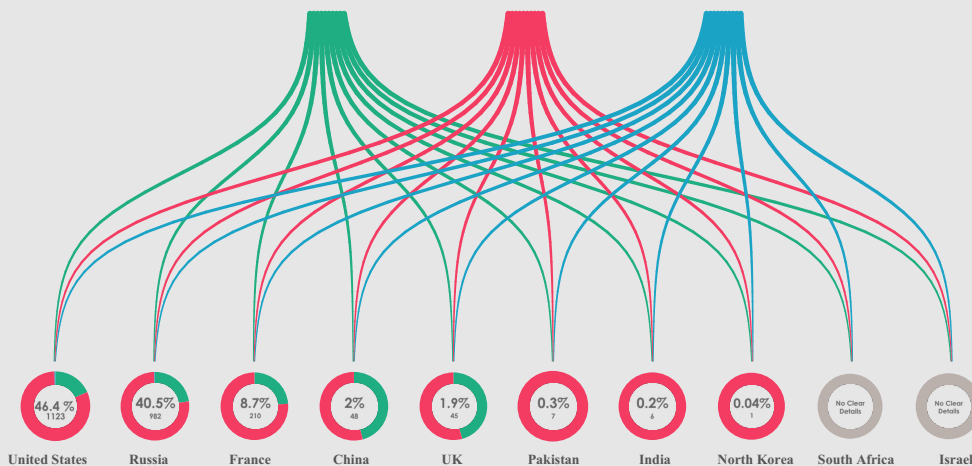 46.4 %
1123
40.5%
982
8.7%
210
2%
48
1.9%
45
0.3%
7
0.2%
6
0.04%
1
No Clear
Details
No Clear
Details
United States
Russia
France
China
UK
Pakistan
India
North Korea
South Africa
Israel